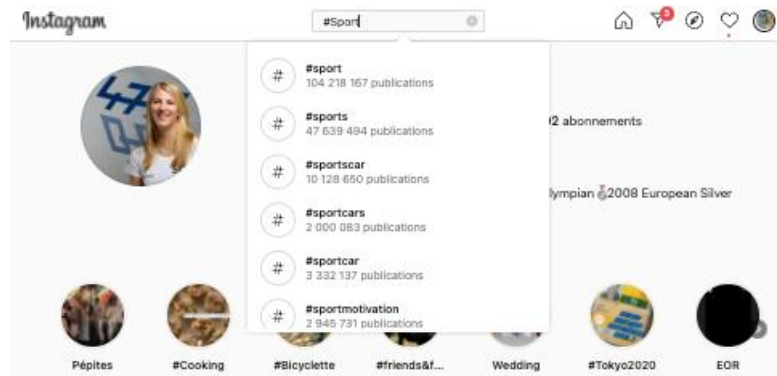 Instagram
#Sport
3
#sport
104 218 167 publications
#sports
47 639 494 publications
#sportscar
10 128 650 publications
#sportcars
2 000 083 publications
#sportcar
3 332 137 publications
#sportmotivation
2 945 731 publications
abonnements
2008 European Silver
Pépites
#Cooking
#Bicyclette
#friends&f...
Wedding
#Tokyo2020
EOR